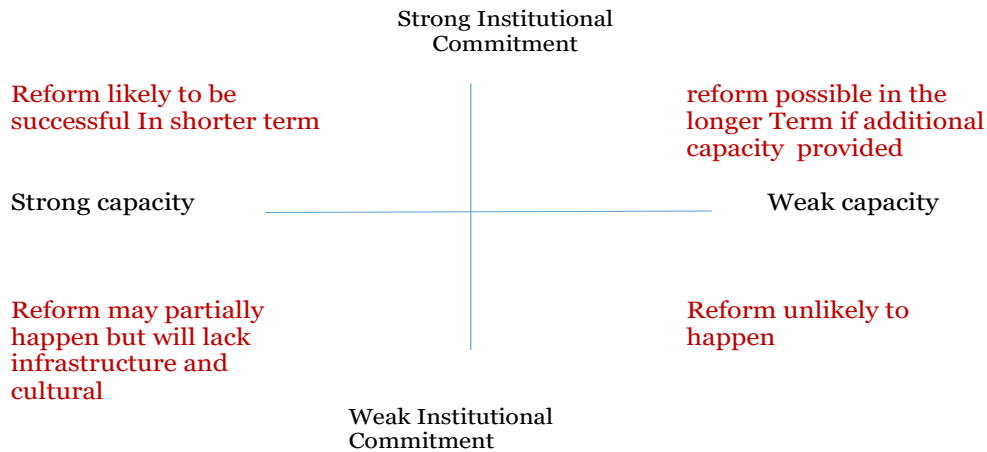 Strong Institutional
Commitment
Reform likely to be
successful In shorter term
reform possible in the
longer Term if additional
capacity provided
Strong capacity
Weak capacity
Reform may partially
happen but will lack
infrastructure and
cultural
Reform unlikely to
happen
Weak Institutional
Commitment